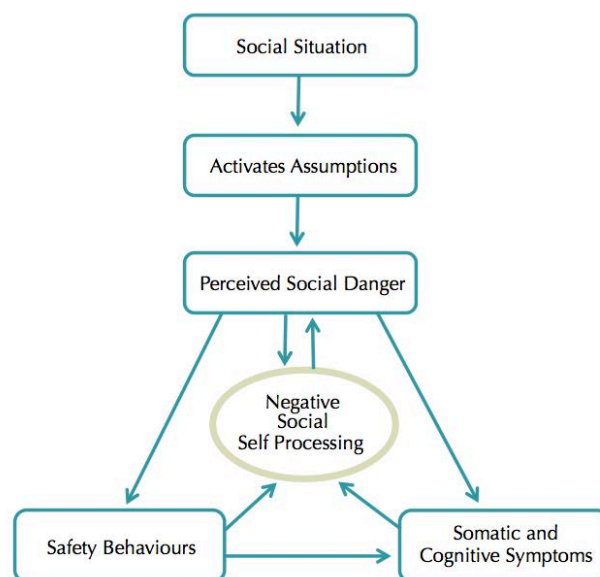 Social Situation
Activates Assumptions
Perceived Social Danger
Negative
Social
Self Processing
Safety Behaviours
Somatic and
Cognitive Symptoms